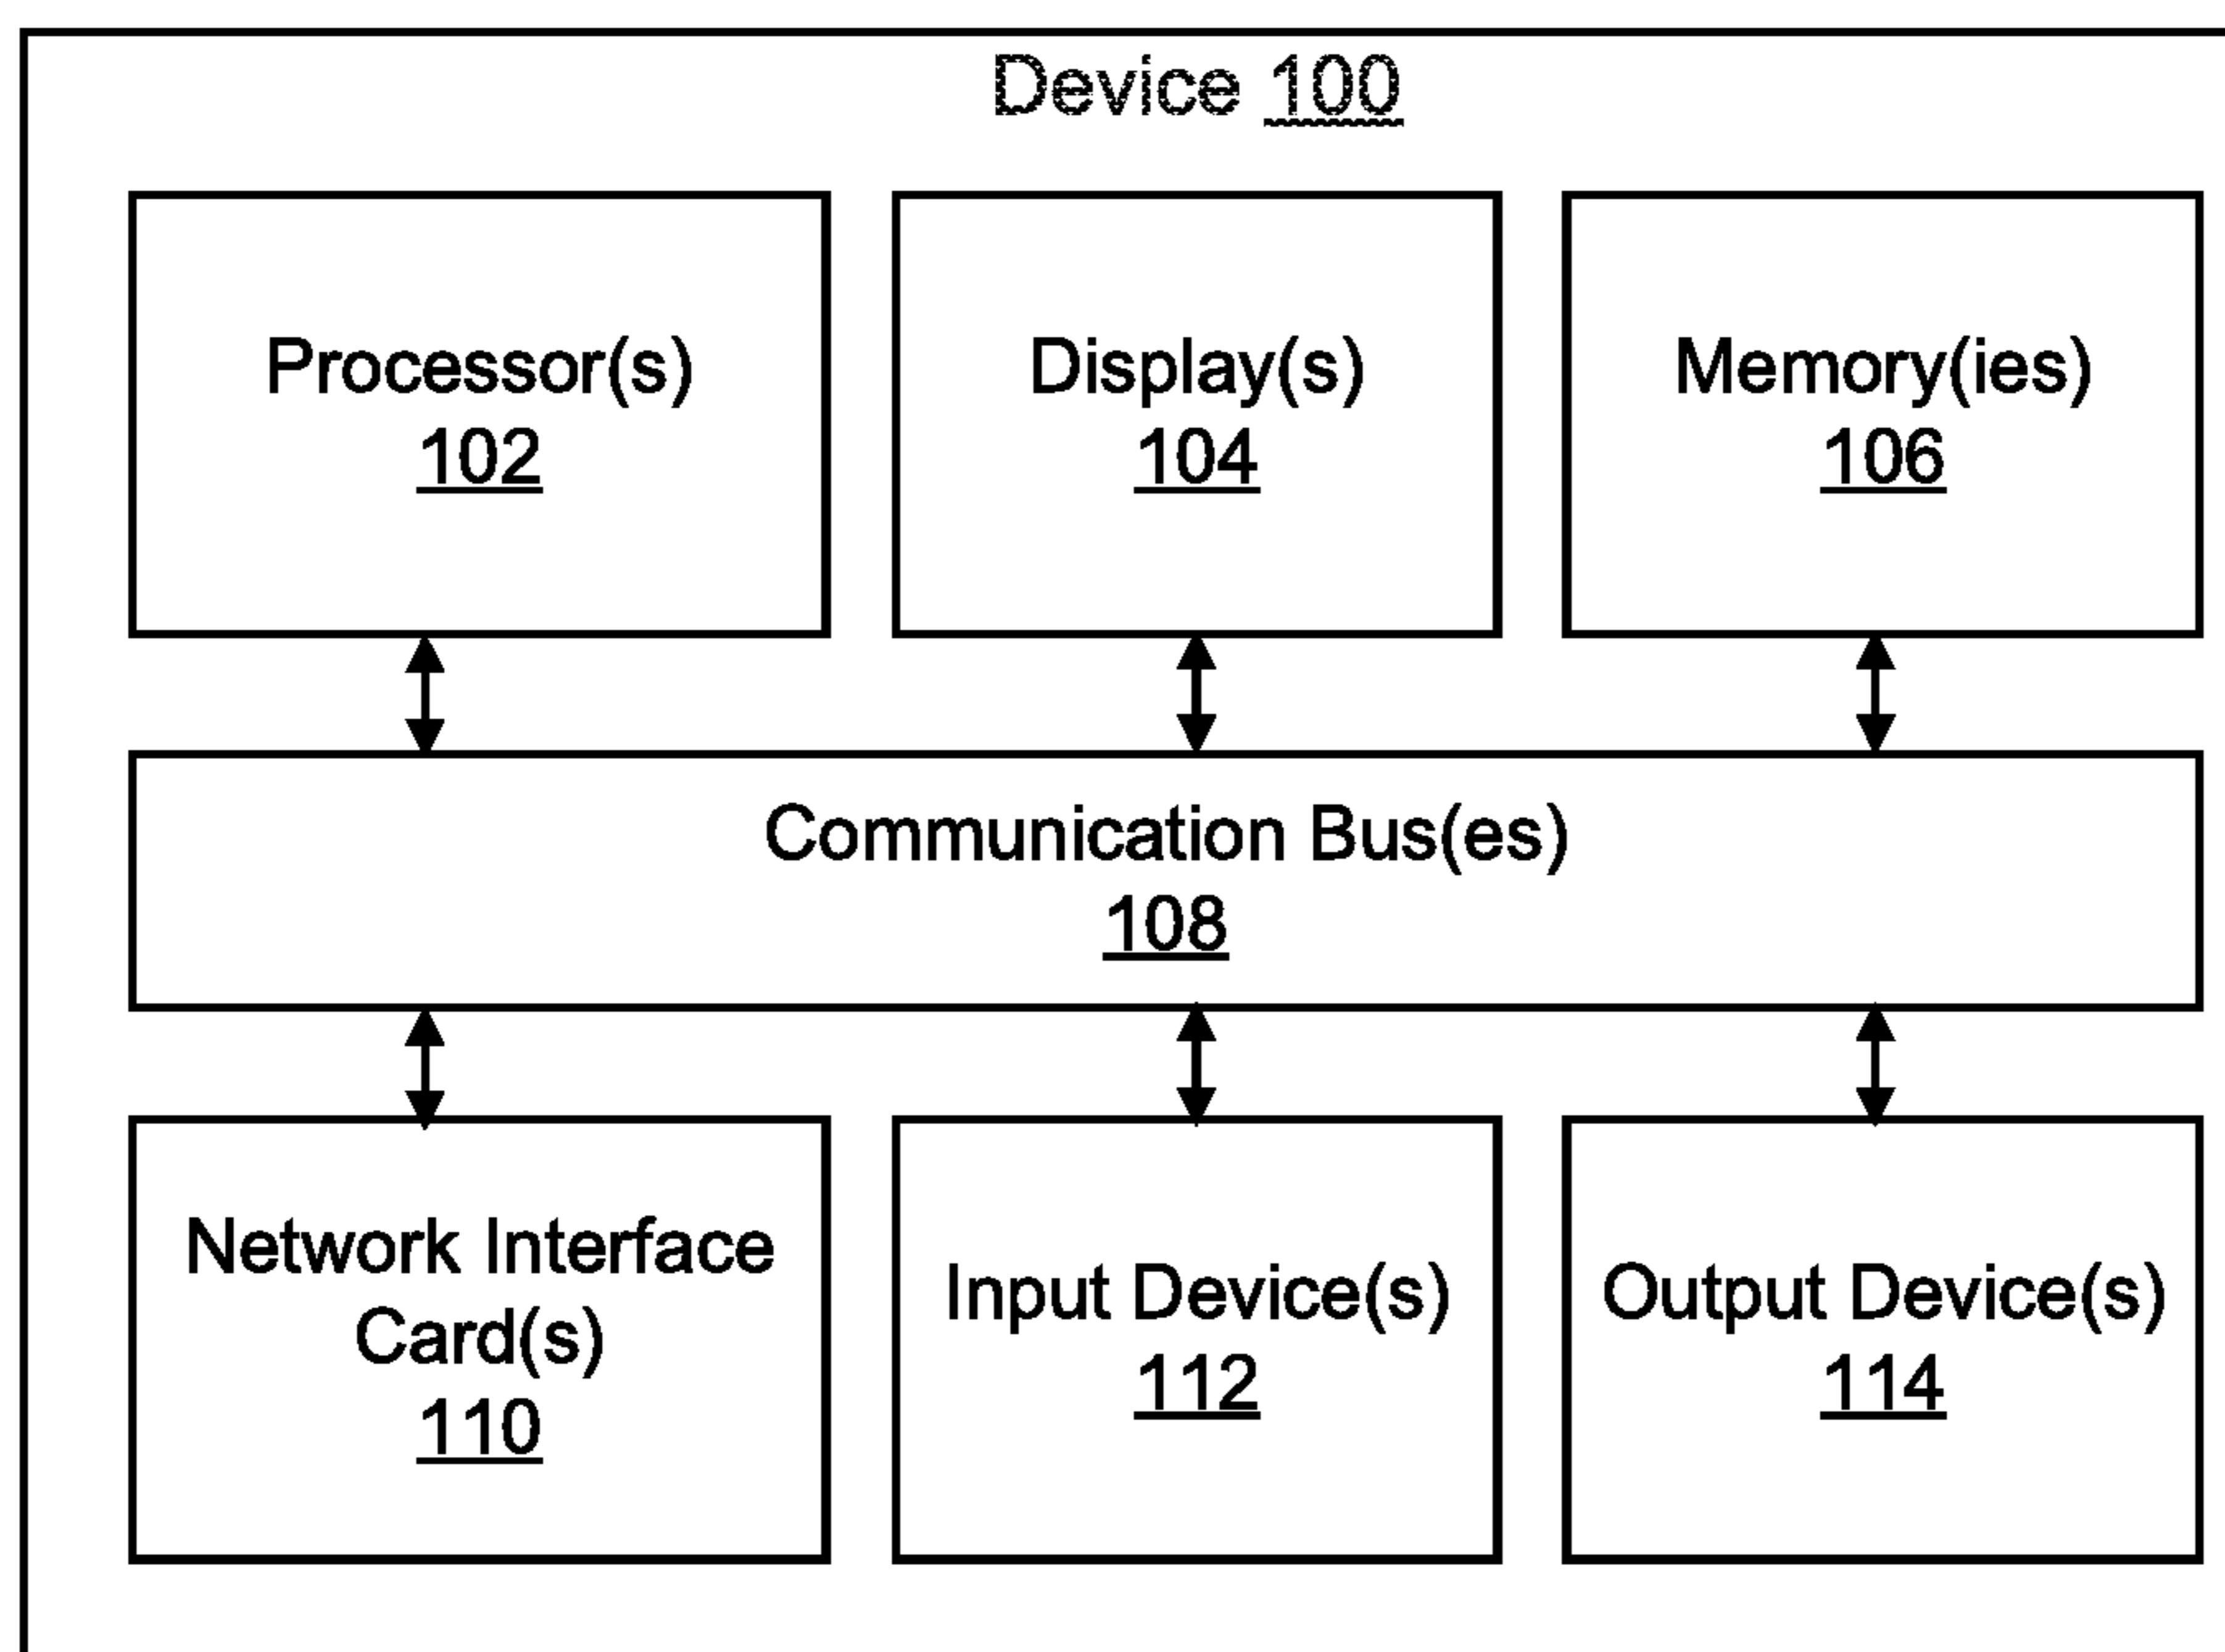 Device 100
Processor(s)
102
Display(s)
104
Memory(ies)
106
Communication Bus(es)
108
Network Interface
Card(s)
110
Input Device(s)
112
Output Device(s)
114